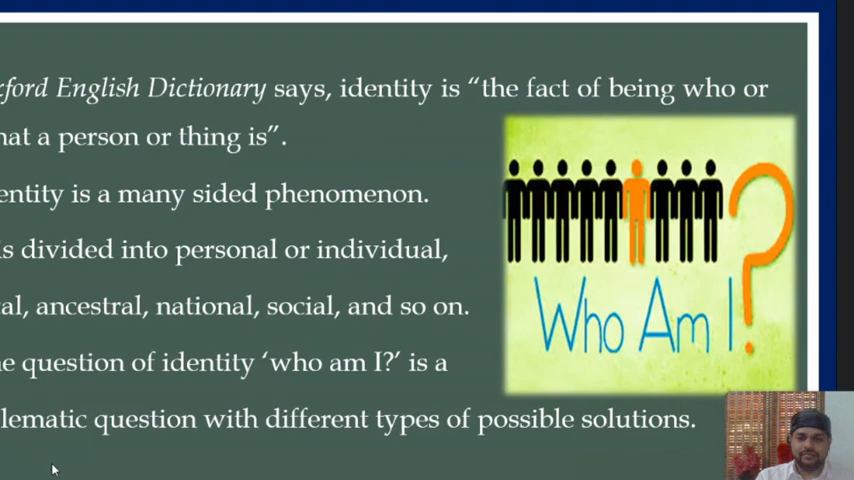 ford English Dictionary says, identity is “the fact of being who or
hat a person or thing is”.
entity is a many sided phenomenon.
is divided into personal or individual,
al, ancestral, national, social, and so on.
e question of identity ‘who am I?’ is a
lematic question with different types of possible solutions.
Who Am I?